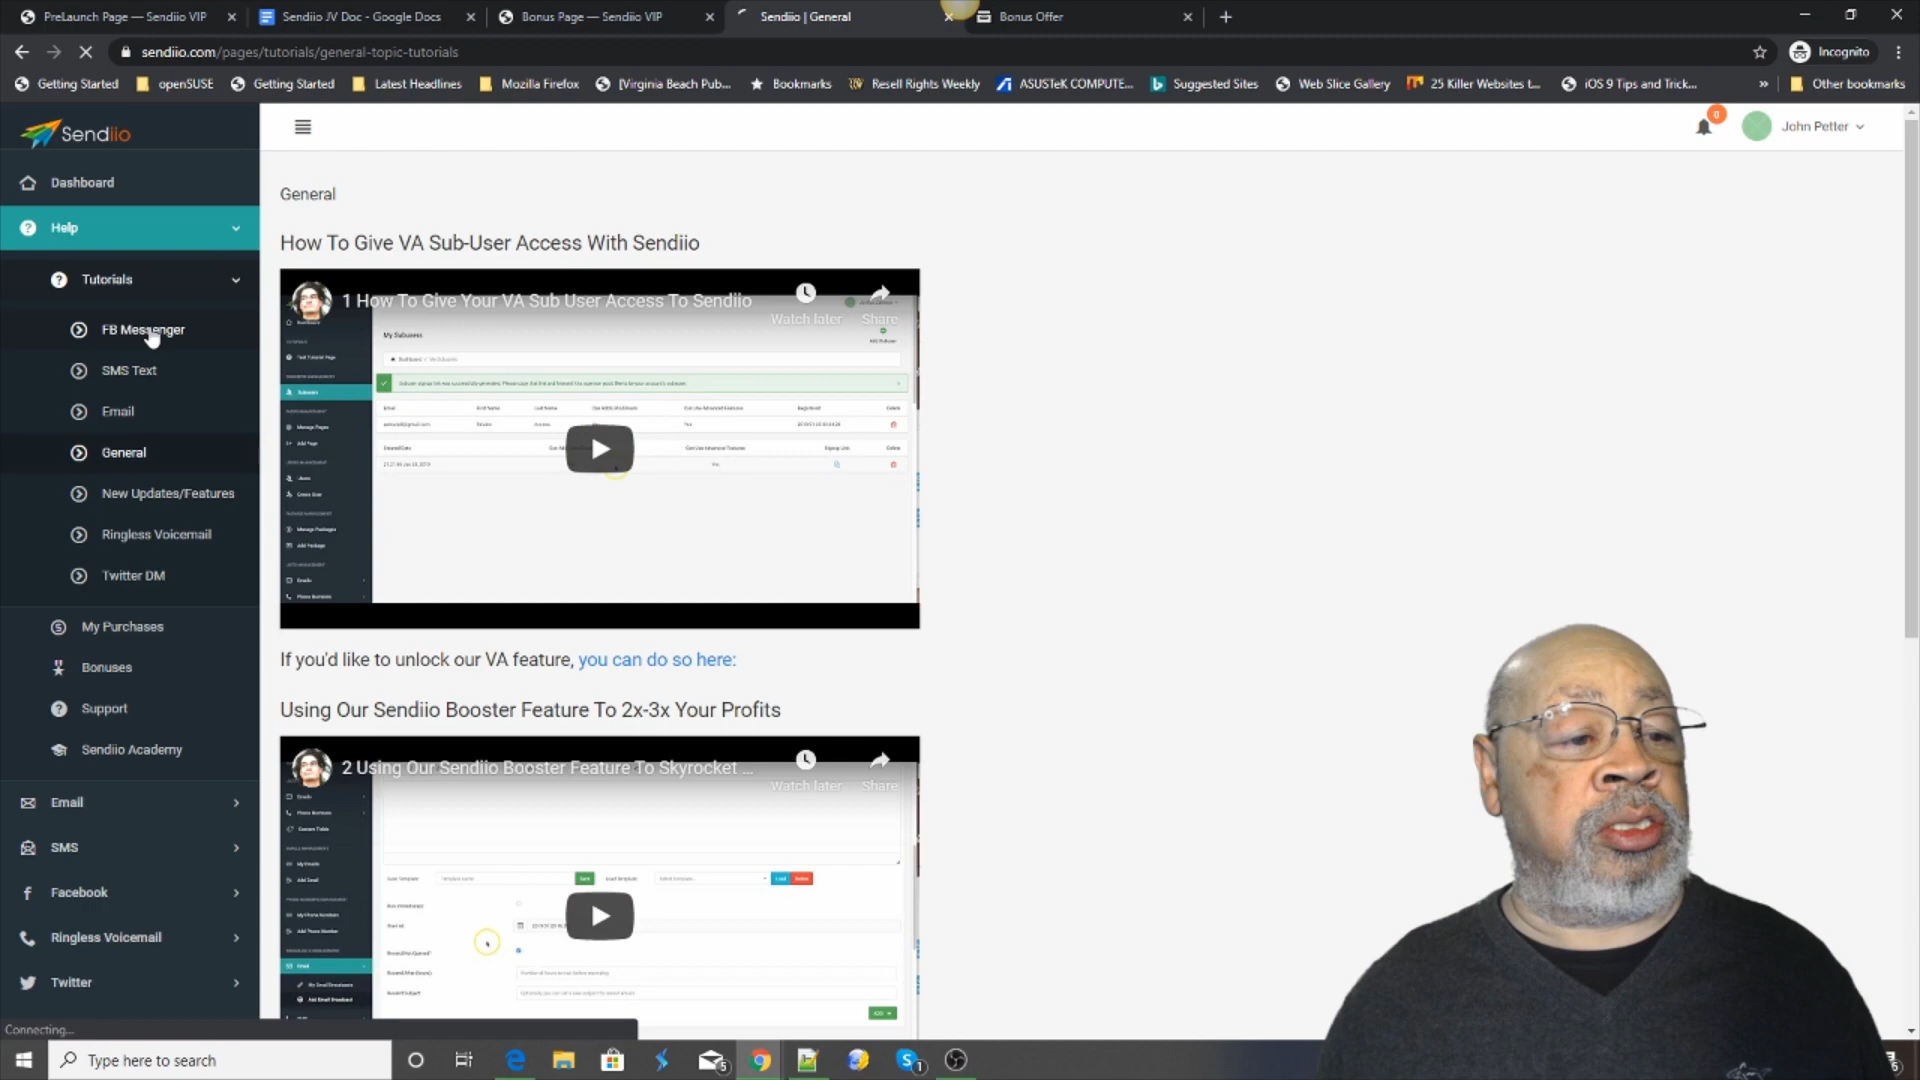 PreLaunch Page — Sendiio VIP
Sendiio JV Doc - Google Docs
Bonus Page — Sendiio VIP
Sendiio | General
Bonus Offer
sendiio.com/pages/tutorials/general-topic-tutorials
Incognito
Getting Started
openSUSE
Getting Started
Latest Headlines
Mozilla Firefox
[Virginia Beach Pub...
Bookmarks
Resell Rights Weekly
ASUSTeK COMPUTE...
Suggested Sites
Web Slice Gallery
25 Killer Websites t...
iOS 9 Tips and Trick...
»
Other bookmarks
Sendiio
0
John Petter
Dashboard
Help
Tutorials
FB Messenger
SMS Text
Email
General
New Updates/Features
Ringless Voicemail
Twitter DM
My Purchases
Bonuses
Support
Sendiio Academy
Email
SMS
Facebook
Ringless Voicemail
Twitter
Connecting...
General
How To Give VA Sub-User Access With Sendiio
1 How To Give Your VA Sub User Access To Sendiio
Watch later
Share
My Subusers
If you'd like to unlock our VA feature, you can do so here:
Using Our Sendiio Booster Feature To 2x-3x Your Profits
2 Using Our Sendiio Booster Feature To Skyrocket ...
Watch later
Share
Type here to search
5
1